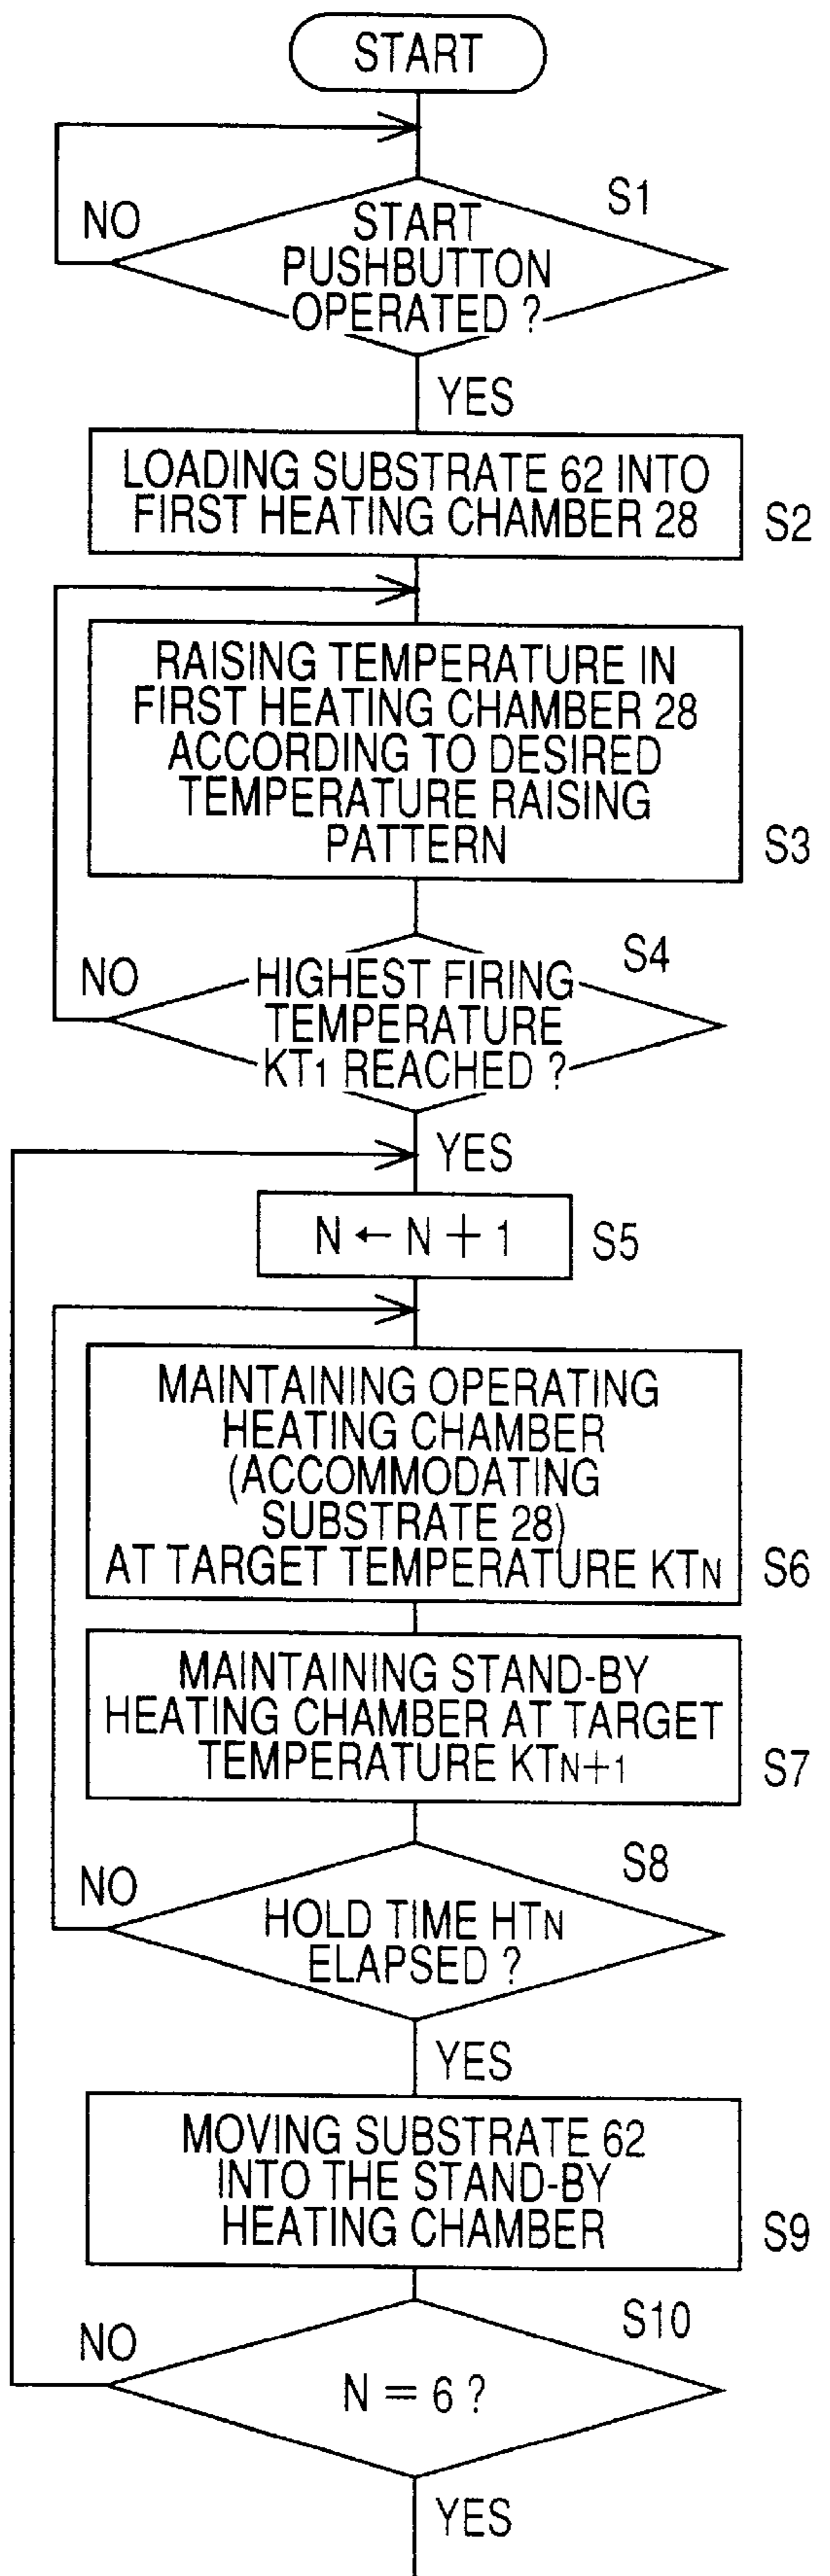 START
NO
S1
START
PUSHBUTTON
OPERATED ?
YES
LOADING SUBSTRATE 62 INTO
FIRST HEATING CHAMBER 28
S2
RAISING TEMPERATURE IN
FIRST HEATING CHAMBER 28
ACCORDING TO DESIRED
TEMPERATURE RAISING
PATTERN
S3
NO
S4
HIGHEST FIRING
TEMPERATURE
KT1 REACHED ?
YES
N ← N + 1
S5
MAINTAINING OPERATING
HEATING CHAMBER
(ACCOMMODATING
SUBSTRATE 28)
AT TARGET TEMPERATURE KTN
S6
MAINTAINING STAND-BY
HEATING CHAMBER AT TARGET
TEMPERATURE KTN+1
S7
NO
S8
HOLD TIME HTN
ELAPSED ?
YES
MOVING SUBSTRATE 62
INTO THE STAND-BY
HEATING CHAMBER
S9
NO
S10
N = 6 ?
YES